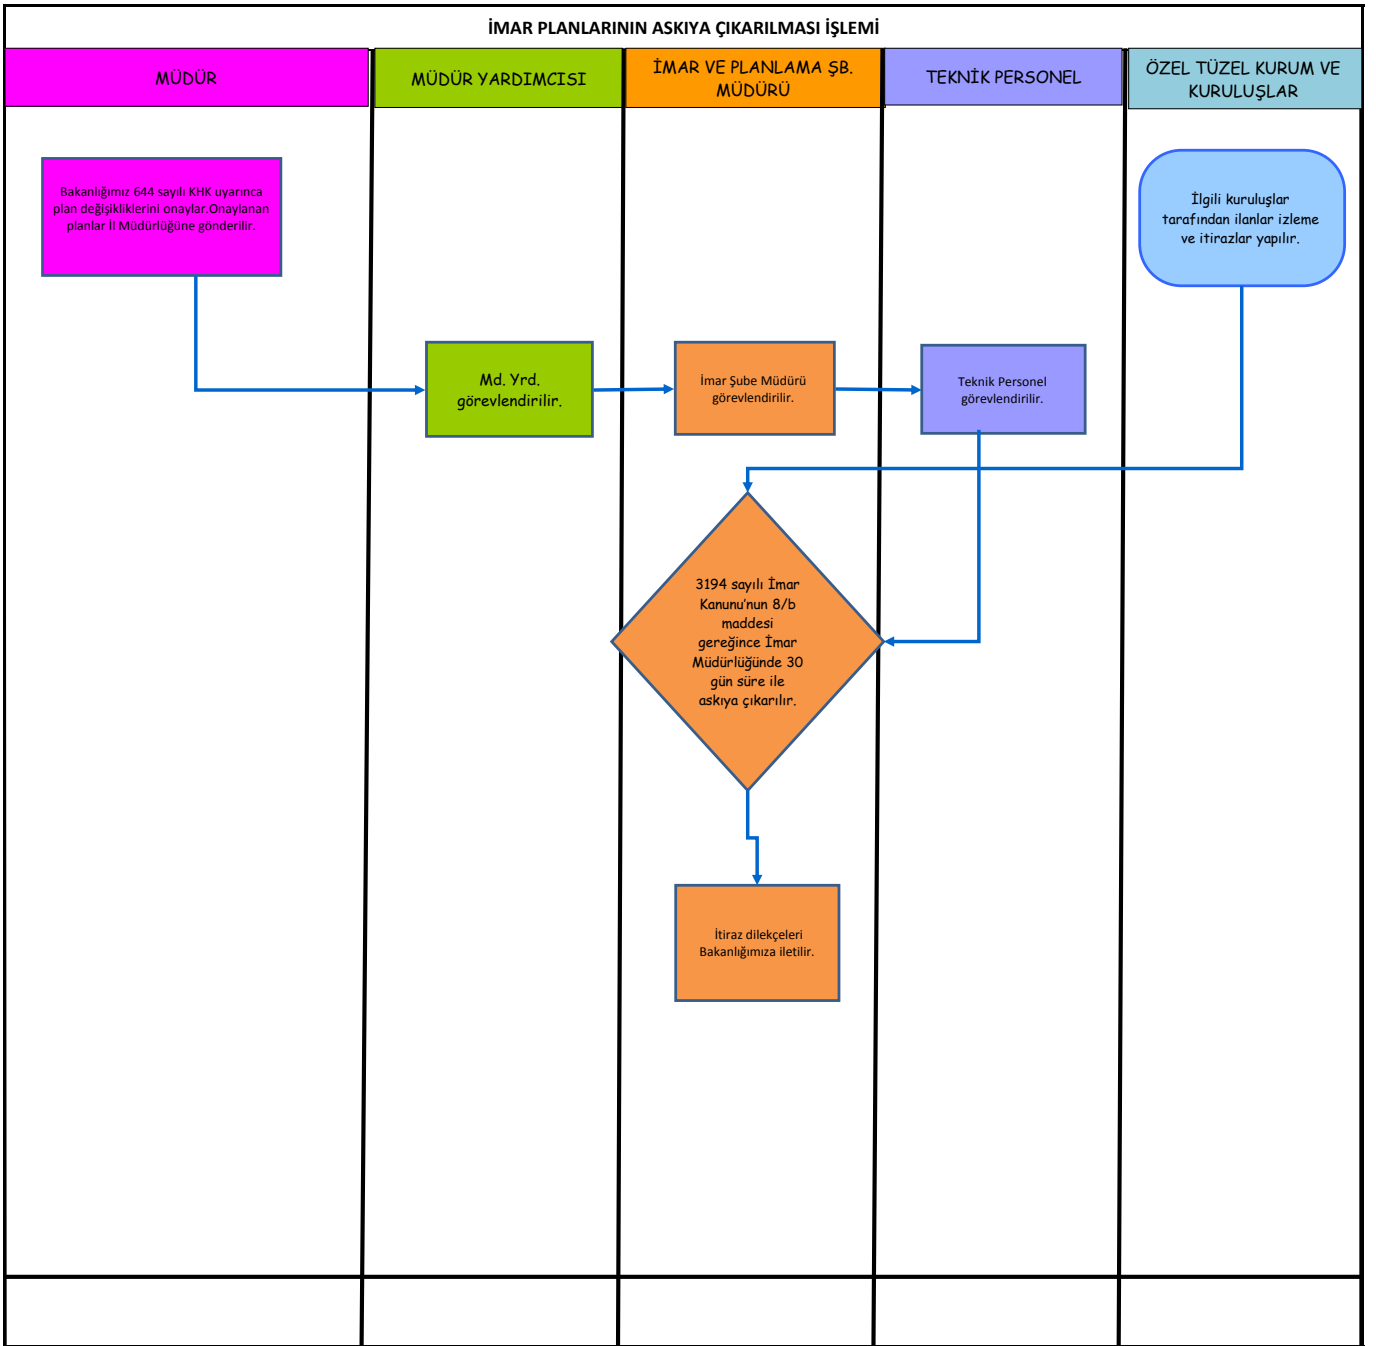 İMAR PLANLARININ ASKIYA ÇIKARILMASI İŞLEMİ
MÜDÜR
MÜDÜR YARDIMCISI
İMAR VE PLANLAMA ŞB.
MÜDÜRÜ
TEKNİK PERSONEL
ÖZEL TÜZEL KURUM VE
KURULUŞLAR
Bakanlığımız 644 sayılı KHK uyarınca
plan değişikliklerini onaylar.Onaylanan
planlar İl Müdürlüğüne gönderilir.
İlgili kuruluşlar
tarafından ilanlar izleme
ve itirazlar yapılır.
Md. Yrd.
görevlendirilir.
İmar Şube Müdürü
görevlendirilir.
Teknik Personel
görevlendirilir.
3194 sayılı İmar
Kanunu’nun 8/b
maddesi
gereğince İmar
Müdürlüğünde 30
gün süre ile
askıya çıkarılır.
İtiraz dilekçeleri
Bakanlığımıza iletilir.